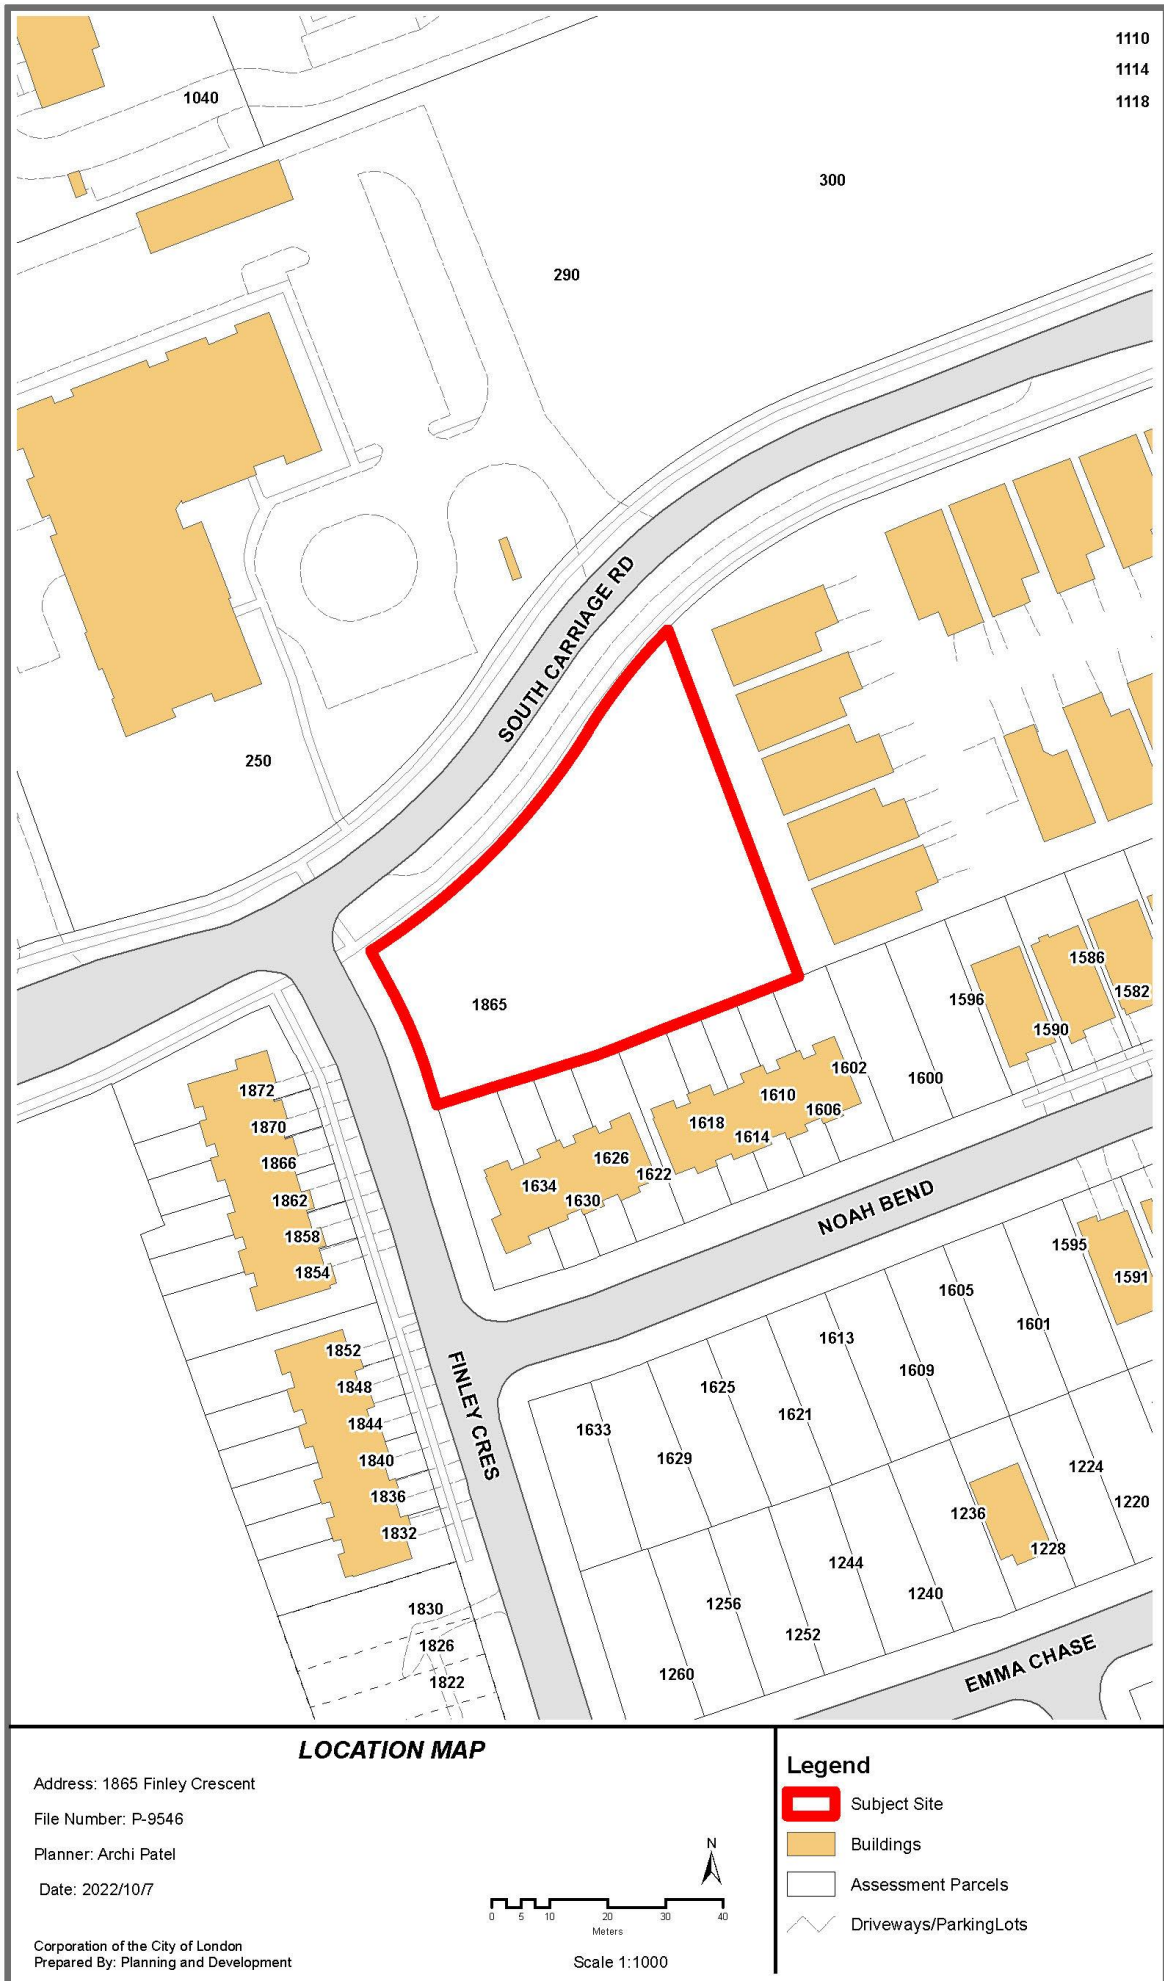 1110
1114
1118
1040
300
290
SOUTH CARRIAGE RD
250
1865
1596
1586
1582
1590
1602
1600
1610
1606
1618
1614
1626
1622
1634
1630
1872
1870
1866
1862
1858
1854
NOAH BEND
1595
1591
1605
1601
1613
1609
1625
1621
1633
1629
1852
1848
1844
1840
1836
1832
FINLEY CRES
1224
1220
1236
1228
1244
1240
1256
1252
1260
1830
1826
1822
EMMA CHASE
LOCATION MAP
Address: 1865 Finley Crescent
File Number: P-9546
Planner: Archi Patel
Date: 2022/10/7
Corporation of the City of London
Prepared By: Planning and Development
N
0 5 10 20 30 40
Meters
Scale 1:1000
Legend
Subject Site
Buildings
Assessment Parcels
Driveways/ParkingLots